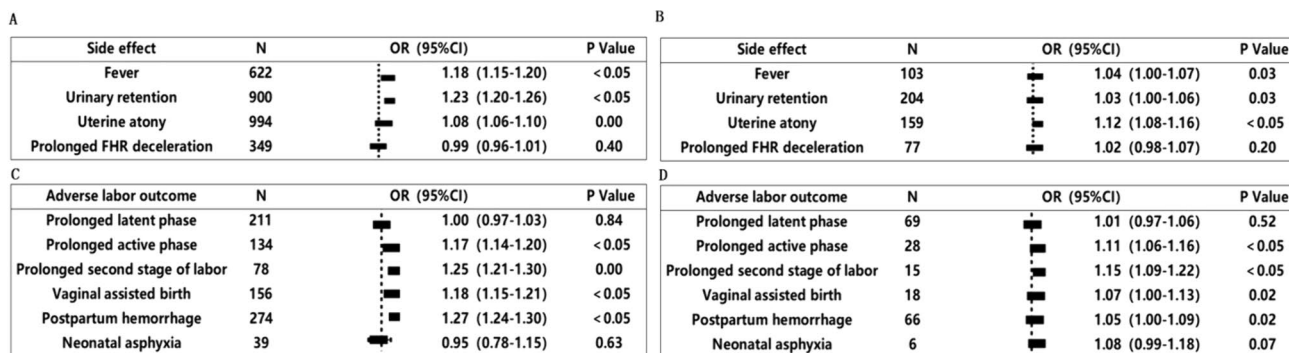 A
Side effect N OR (95%CI) P Value
Fever 622 1.18 (1.15-1.20) <0.05
Urinary retention 900 1.23 (1.20-1.26) <0.05
Uterine atony 994 1.08 (1.06-1.10) 0.00
Prolonged FHR deceleration 349 0.99 (0.96-1.01) 0.40
B
Side effect N OR (95%CI) P Value
Fever 103 1.04 (1.00-1.07) 0.03
Urinary retention 204 1.03 (1.00-1.06) 0.03
Uterine atony 159 1.12 (1.08-1.16) <0.05
Prolonged FHR deceleration 77 1.02 (0.98-1.07) 0.20
C
Adverse labor outcome N OR (95%CI) P Value
Prolonged latent phase 211 1.00 (0.97-1.03) 0.84
Prolonged active phase 134 1.17 (1.14-1.20) <0.05
Prolonged second stage of labor 78 1.25 (1.21-1.30) 0.00
Vaginal assisted birth 156 1.18 (1.15-1.21) <0.05
Postpartum hemorrhage 274 1.27 (1.24-1.30) <0.05
Neonatal asphyxia 39 0.95 (0.78-1.15) 0.63
D
Adverse labor outcome N OR (95%CI) P Value
Prolonged latent phase 69 1.01 (0.97-1.06) 0.52
Prolonged active phase 28 1.11 (1.06-1.16) <0.05
Prolonged second stage of labor 15 1.15 (1.09-1.22) <0.05
Vaginal assisted birth 18 1.07 (1.00-1.13) 0.02
Postpartum hemorrhage 66 1.05 (1.00-1.09) 0.02
Neonatal asphyxia 6 1.08 (0.99-1.18) 0.07